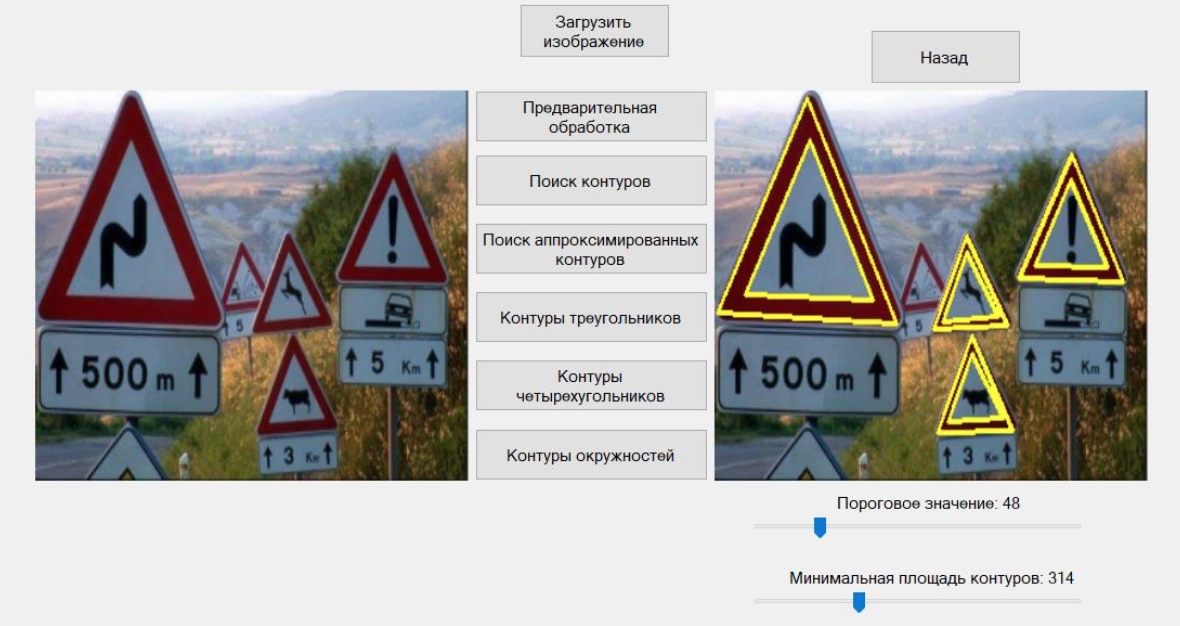 Загрузить
изображение
Назад
Предварительная
обработка
Поиск контуров
Поиск аппроксимированных
контуров
Контуры треугольников
Контуры
четырехугольников
Контуры окружностей
500 m
5
5 Km
3 Km
500 m
5
5 Km
3 Km
Пороговое значение: 48
Минимальная площадь контуров: 314